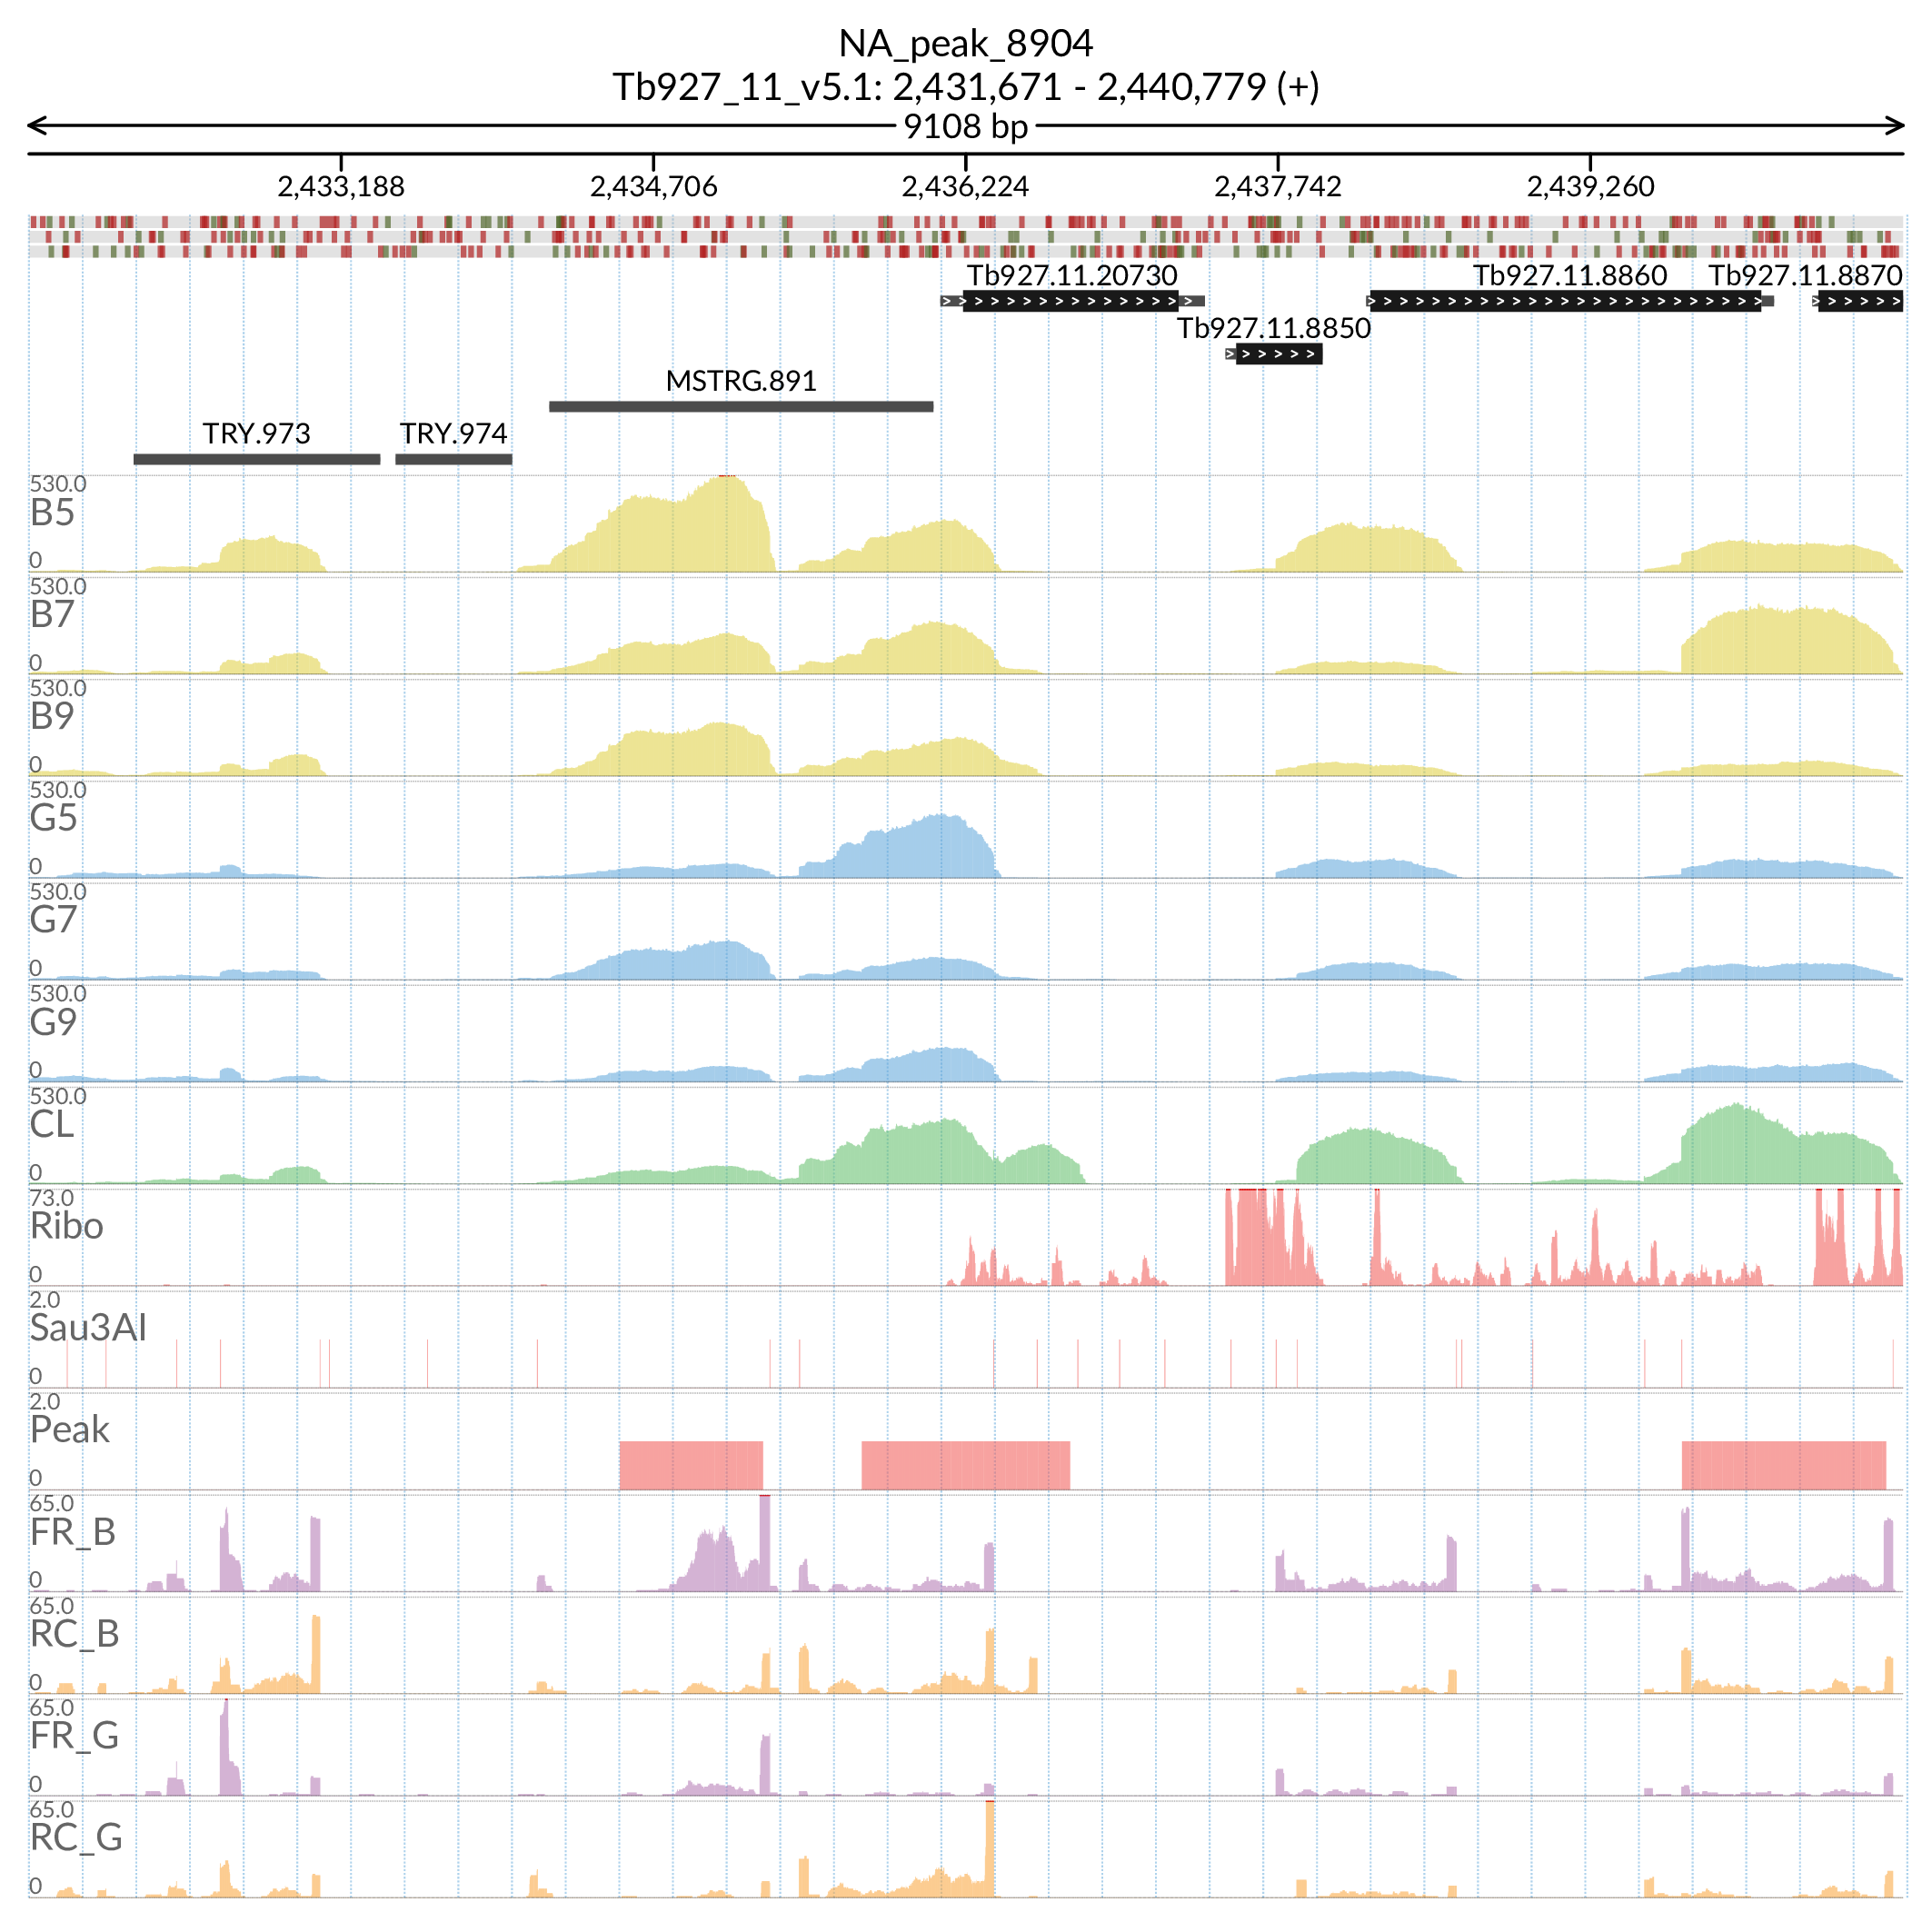 NA_peak_8904
Tb927_11_v5.1: 2,431,671 - 2,440,779 (+)
9108 bp
2,433,188 2,434,706 2,436,224 2,437,742 2,439,260
Tb927.11.20730 Tb927.11.8860 Tb927.11.8870
Tb927.11.8850
MSTRG.891
TRY.973 TRY.974
530.0
B5
0
530.0
B7
0
530.0
B9
0
530.0
G5
0
530.0
G7
0
530.0
G9
0
530.0
CL
0
73.0
Ribo
0
2.0
Sau3AI
0
2.0
Peak
0
65.0
FR_B
0
65.0
RC_B
0
65.0
FR_G
0
65.0
RC_G
0